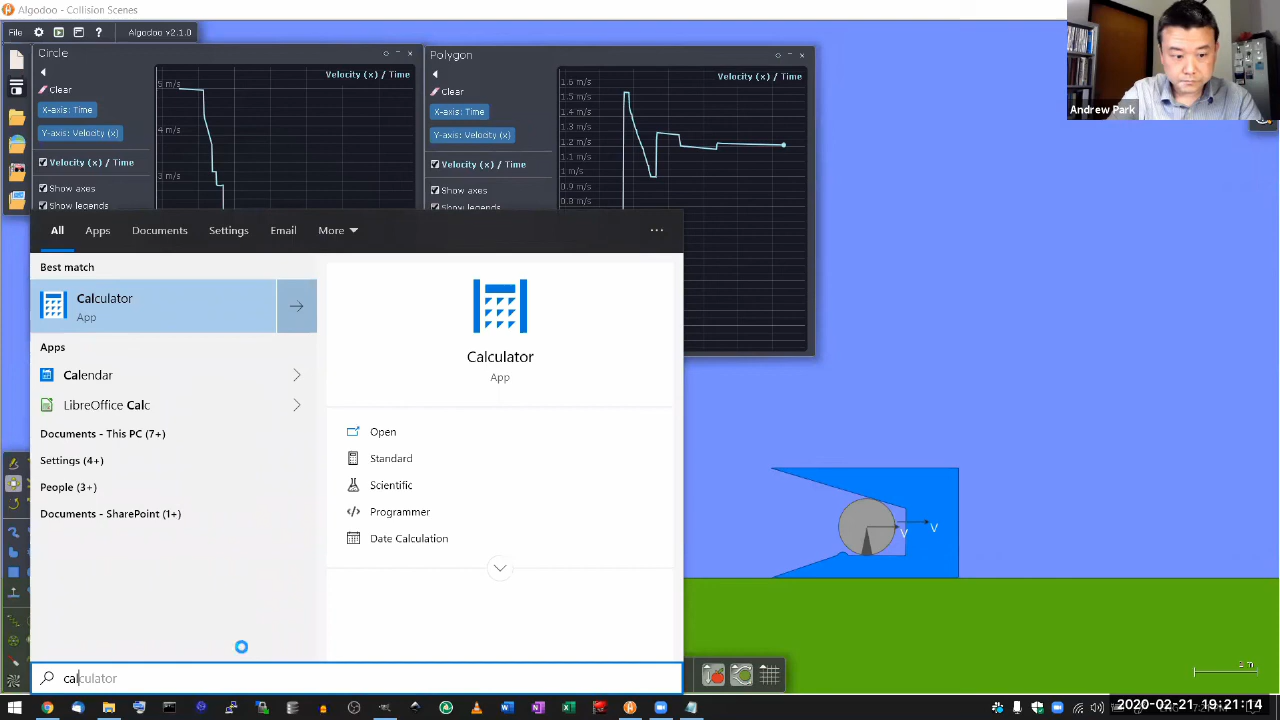 Algodoo - Collision Scenes
File
?
Algodoo v2.1.0
Circle
Clear
X-axis: Time
Y-axis: Velocity (x)
Velocity (x) / Time
Show axes
Show legends
Velocity (x) / Time
5 m/s
4 m/s
3 m/s
Polygon
Clear
X-axis: Time
Y-axis: Velocity (x)
Velocity (x) / Time
Show axes
Show legends
Velocity (x) / Time
1.6 m/s
1.5 m/s
1.4 m/s
1.3 m/s
1.2 m/s
1.1 m/s
1 m/s
0.9 m/s
0.8 m/s
Andrew Park
All
Apps
Documents
Settings
Email
More
Best match
Calculator
App
Apps
Calendar
LibreOffice Calc
Documents - This PC (7+)
Settings (4+)
People (3+)
Documents - SharePoint (1+)
Calculator
App
Open
Standard
Scientific
Programmer
Date Calculation
calculator
V
V
2020-02-21 19:21:14